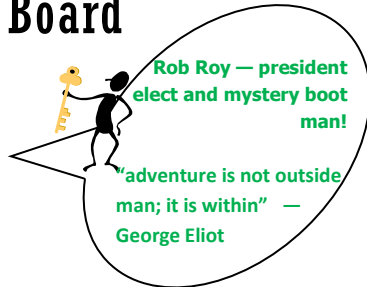 Board
Rob Roy — president
elect and mystery boot
man!
"adventure is not outside
man; it is within" —
George Eliot